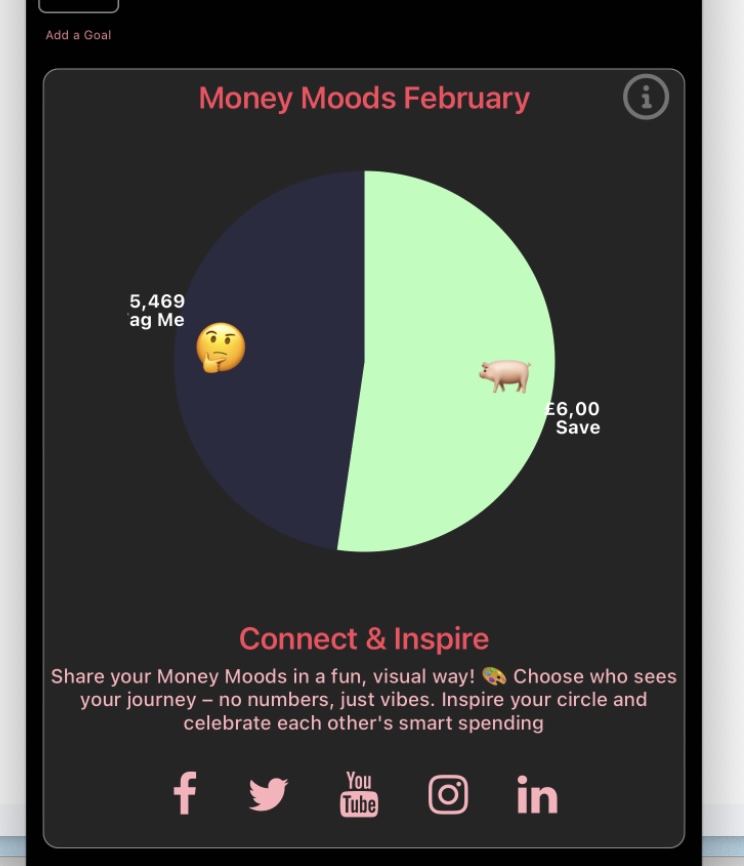 Add a Goal
Money Moods February
5,469
ag Me
£6,00
Save
Connect & Inspire
Share your Money Moods in a fun, visual way! 🎨 Choose who sees
your journey – no numbers, just vibes. Inspire your circle and
celebrate each other's smart spending
You
Tube
in